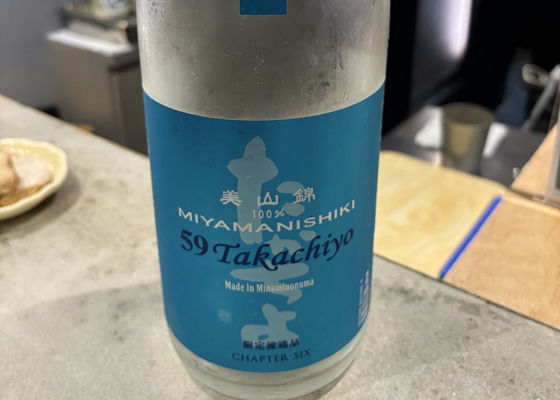 美山錦
100%
MIYAMANISHIKI
59 Takachiyo
Made In Minamiuonuma
限定流通品
CHAPTER SIX